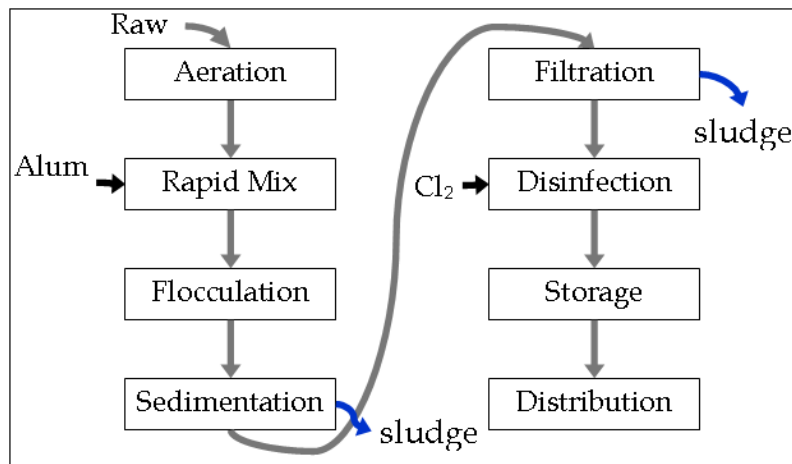 Raw
Aeration
Alum
Rapid Mix
Flocculation
Sedimentation
sludge
Filtration
sludge
Cl₂
Disinfection
Storage
Distribution